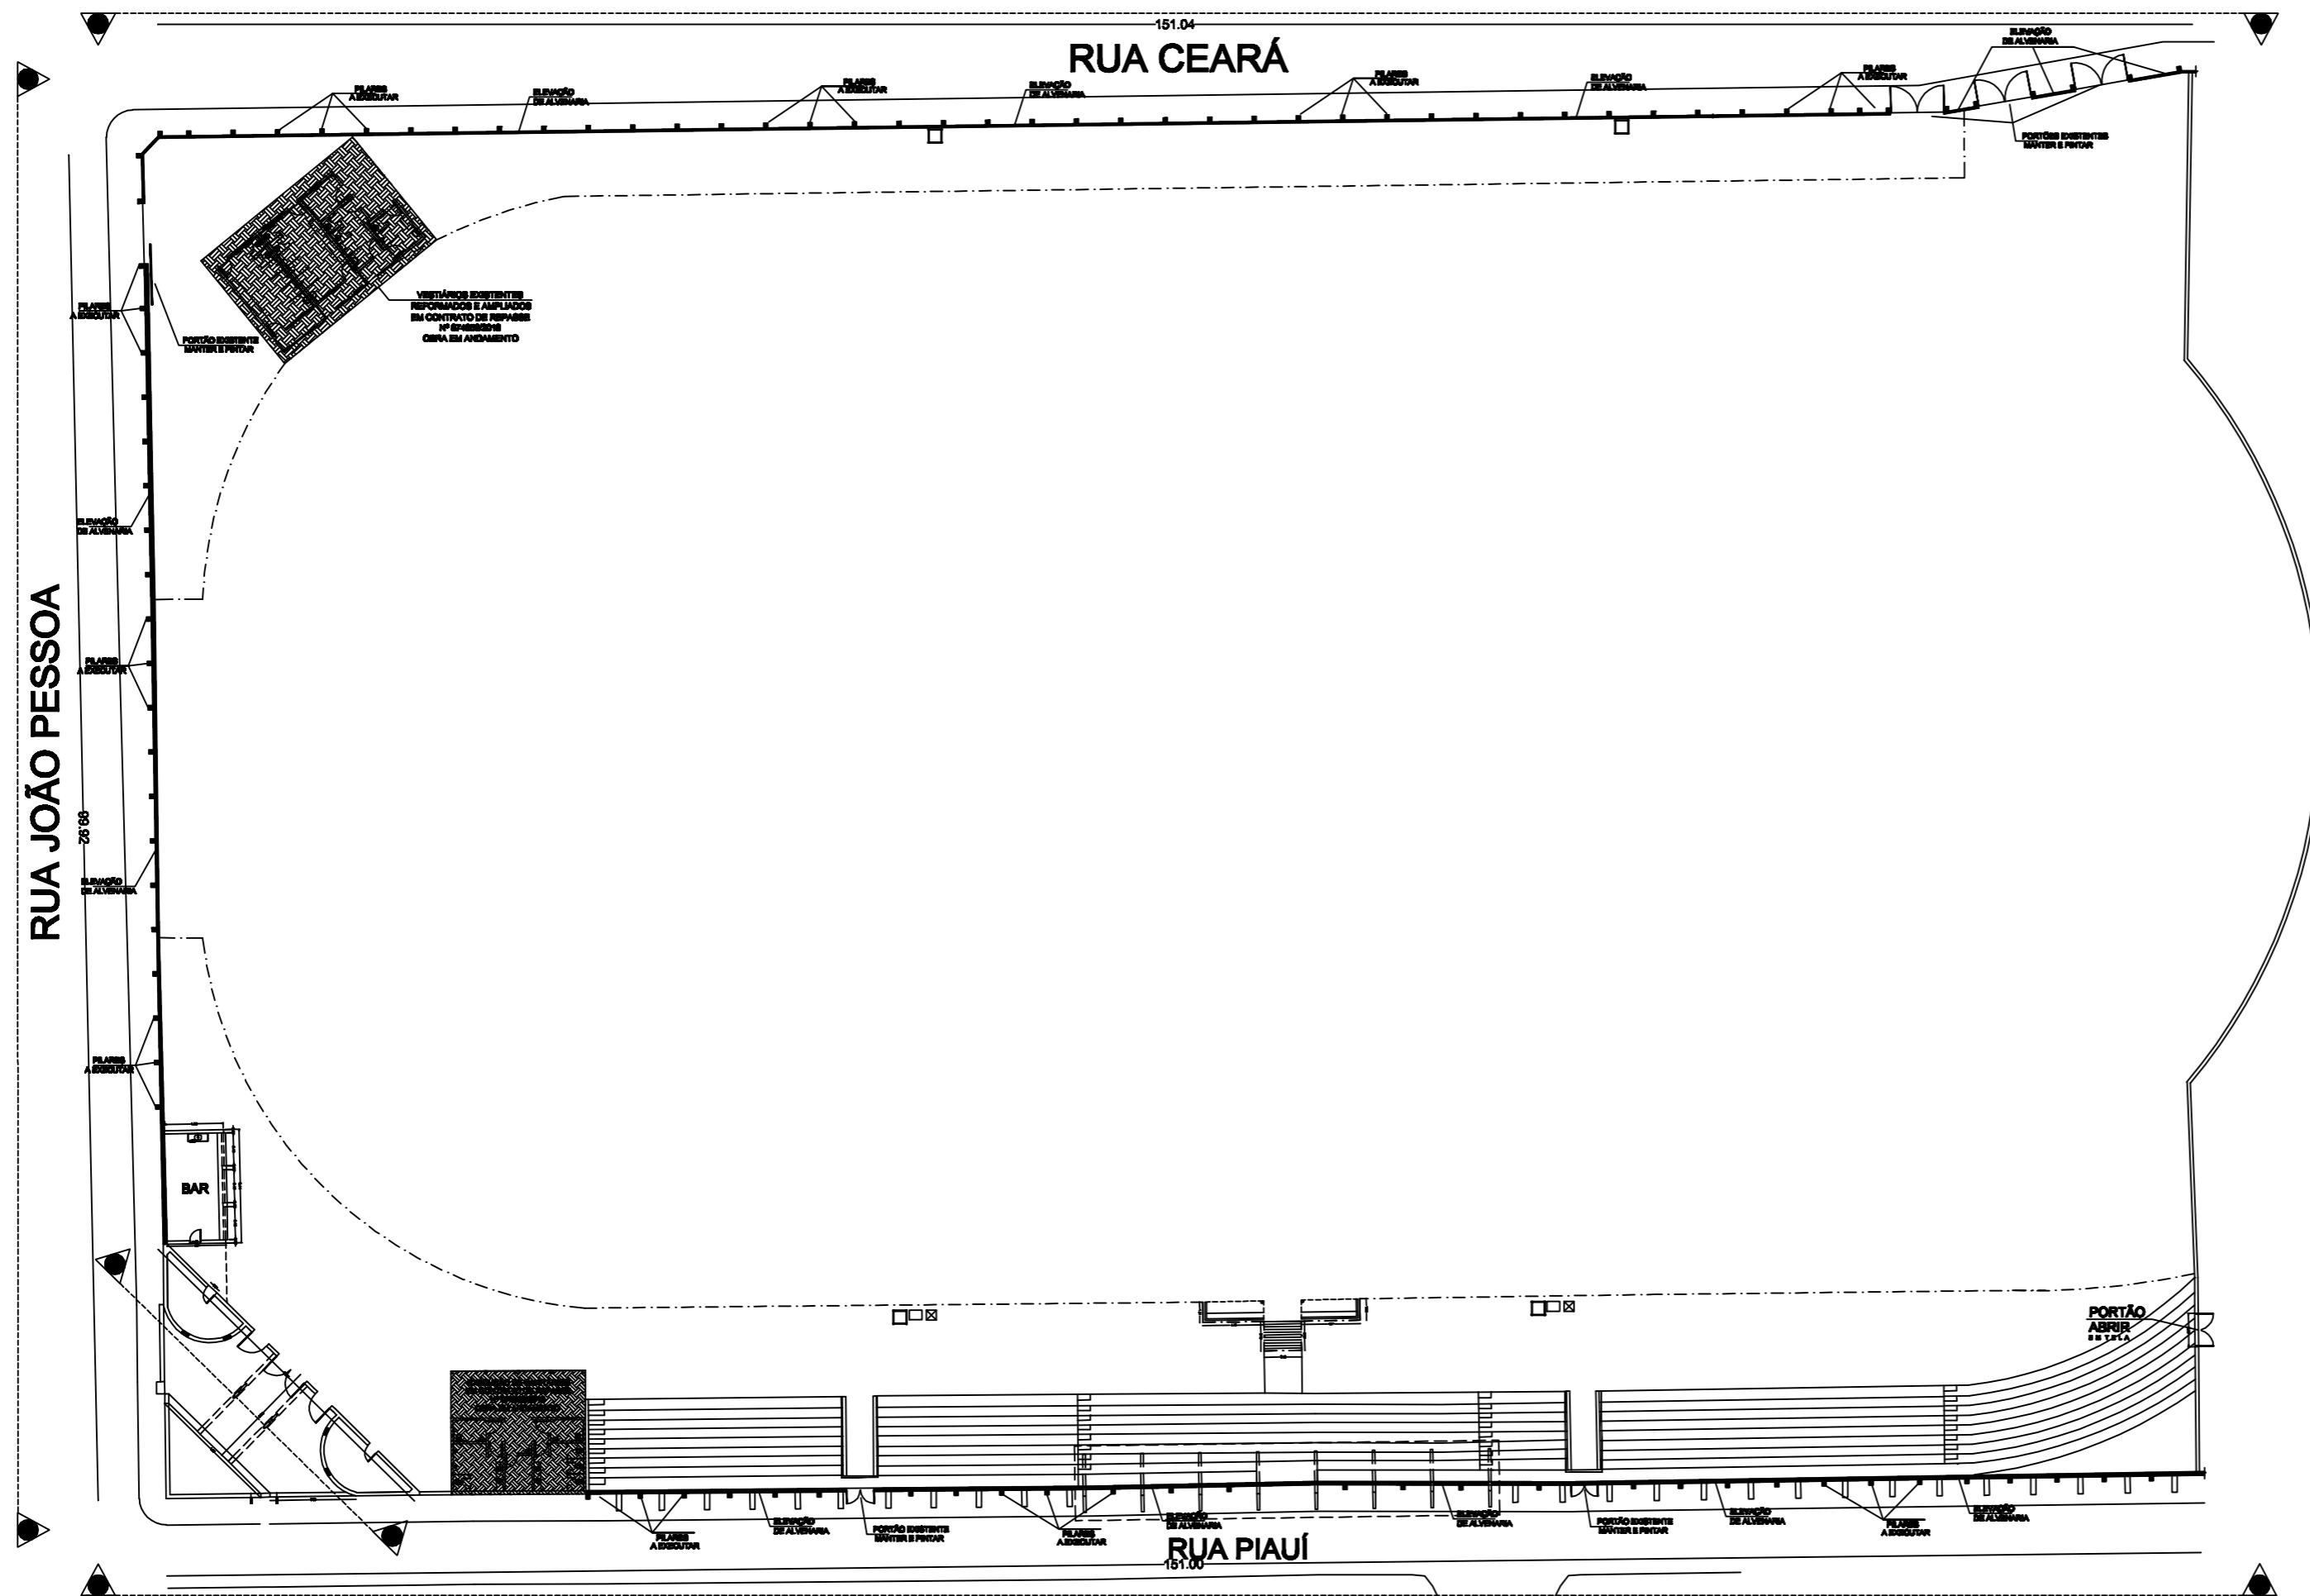 151.04
RUA CEARÁ
ELEVAÇÃO
DE ALVENARIA
PILARES
A EXECUTAR
ELEVAÇÃO
DE ALVENARIA
PILARES
A EXECUTAR
ELEVAÇÃO
DE ALVENARIA
PILARES
A EXECUTAR
ELEVAÇÃO
DE ALVENARIA
PILARES
A EXECUTAR
PORTÕES EXISTENTES
MANTER E PINTAR
VESTIÁRIOS EXISTENTES
REFORMADOS E AMPLIADOS
EM CONTRATO DE REPASSE
OBRA EM ANDAMENTO
PILARES
A EXECUTAR
PORTÃO EXISTENTE
MANTER E PINTAR
ELEVAÇÃO
DE ALVENARIA
RUA JOÃO PESSOA
99.92
PILARES
A EXECUTAR
ELEVAÇÃO
DE ALVENARIA
PILARES
A EXECUTAR
BAR
PORTÃO
ABRIR
EM TELA
PILARES
A EXECUTAR
ELEVAÇÃO
DE ALVENARIA
PORTÃO EXISTENTE
MANTER E PINTAR
PILARES
A EXECUTAR
ELEVAÇÃO
DE ALVENARIA
ELEVAÇÃO
DE ALVENARIA
PORTÃO EXISTENTE
MANTER E PINTAR
ELEVAÇÃO
DE ALVENARIA
PILARES
A EXECUTAR
ELEVAÇÃO
DE ALVENARIA
RUA PIAUÍ
151.00